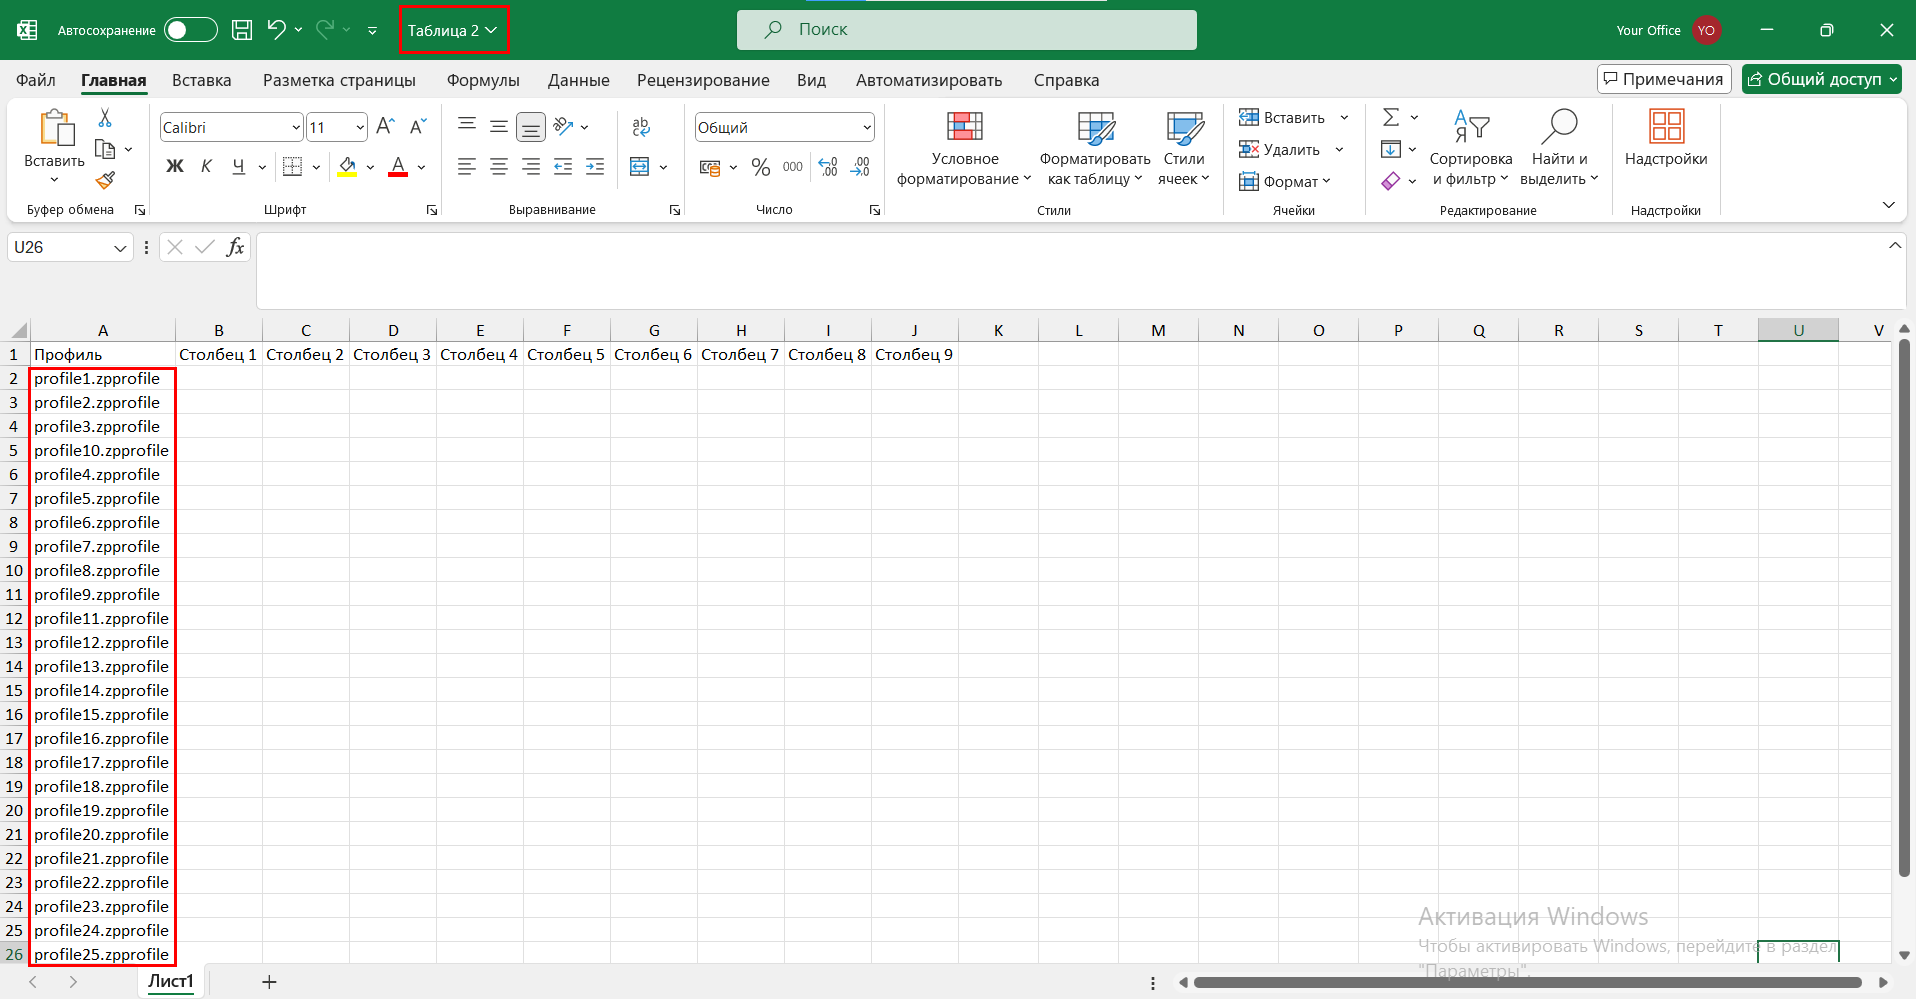 Автосохранение
Таблица 2
Поиск
Your Office
YO
Файл Главная Вставка Разметка страницы Формулы Данные Рецензирование Вид Автоматизировать Справка
Примечания
Общий доступ
Вставить
Буфер обмена
Calibri 11
Ж К Ч А
Шрифт
Выравнивание
Общий
% 000
Число
Условное форматирование
Форматировать как таблицу
Стили ячеек
Стили
Вставить
Удалить
Формат
Ячейки
Сортировка и фильтр
Найти и выделить
Редактирование
Надстройки
Надстройки
U26 fx
A B C D E F G H I J K L M N O P Q R S T U V
1 Профиль Столбец 1 Столбец 2 Столбец 3 Столбец 4 Столбец 5 Столбец 6 Столбец 7 Столбец 8 Столбец 9
2 profile1.zpprofile
3 profile2.zpprofile
4 profile3.zpprofile
5 profile10.zpprofile
6 profile4.zpprofile
7 profile5.zpprofile
8 profile6.zpprofile
9 profile7.zpprofile
10 profile8.zpprofile
11 profile9.zpprofile
12 profile11.zpprofile
13 profile12.zpprofile
14 profile13.zpprofile
15 profile14.zpprofile
16 profile15.zpprofile
17 profile16.zpprofile
18 profile17.zpprofile
19 profile18.zpprofile
20 profile19.zpprofile
21 profile20.zpprofile
22 profile21.zpprofile
23 profile22.zpprofile
24 profile23.zpprofile
25 profile24.zpprofile
26 profile25.zpprofile
Активация Windows
Чтобы активировать Windows, перейдите в раздел
"Параметры".
Лист1